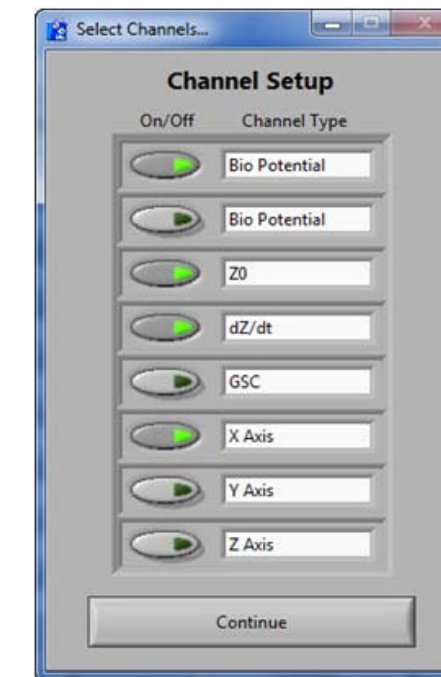 Select Channels...
Channel Setup
On/Off Channel Type
Bio Potential
Bio Potential
Z0
dZ/dt
GSC
X Axis
Y Axis
Z Axis
Continue